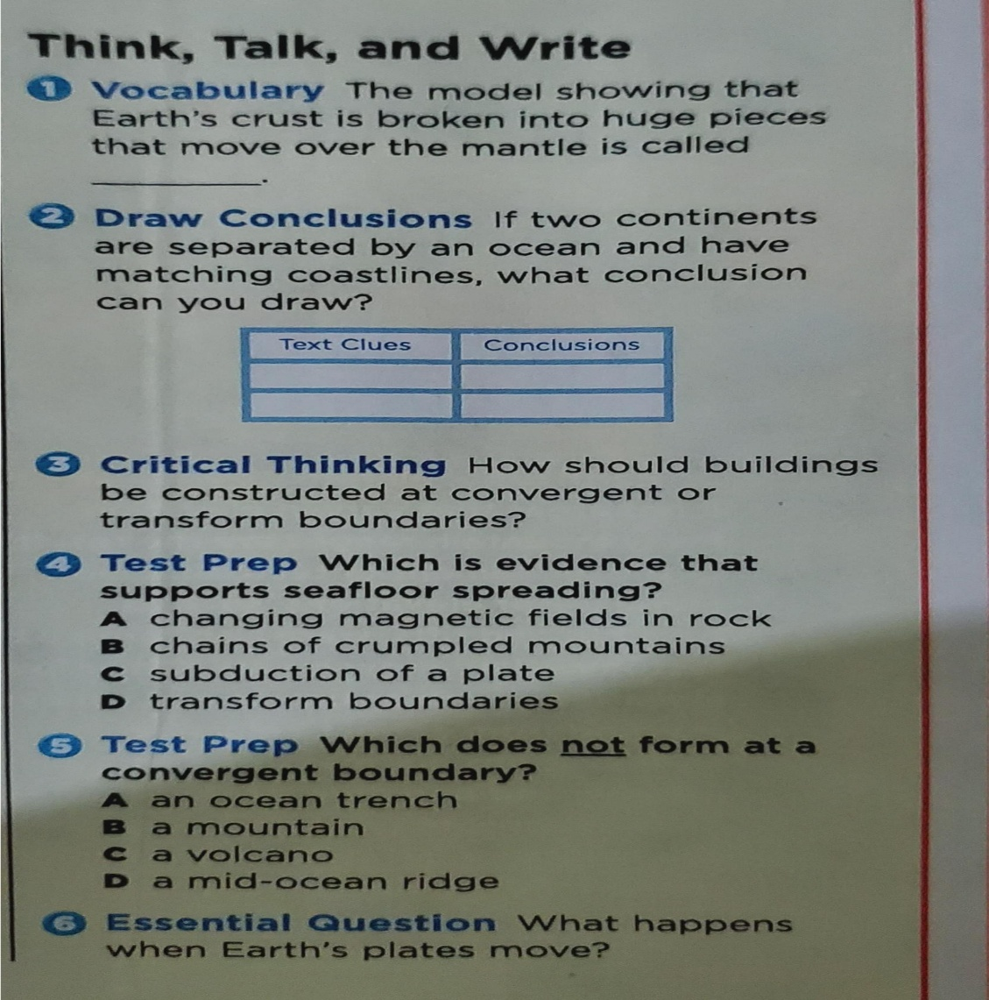 Think, Talk, and Write
1 Vocabulary The model showing that
Earth's crust is broken into huge pieces
that move over the mantle is called
____________.
2 Draw Conclusions If two continents
are separated by an ocean and have
matching coastlines, what conclusion
can you draw?
Text Clues Conclusions
3 Critical Thinking How should buildings
be constructed at convergent or
transform boundaries?
4 Test Prep Which is evidence that
supports seafloor spreading?
A changing magnetic fields in rock
B chains of crumpled mountains
C subduction of a plate
D transform boundaries
5 Test Prep Which does not form at a
convergent boundary?
A an ocean trench
B a mountain
C a volcano
D a mid-ocean ridge
6 Essential Question What happens
when Earth's plates move?